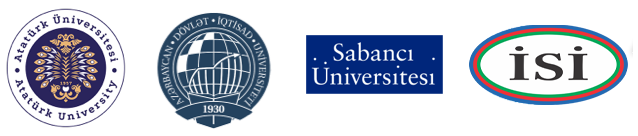 Atatürk Üniversitesi
Atatürk University
AZƏRBAYCAN · DÖVLƏT · İQTİSAD · UNİVERSİTETİ
1930
Sabancı
Üniversitesi
İSİ